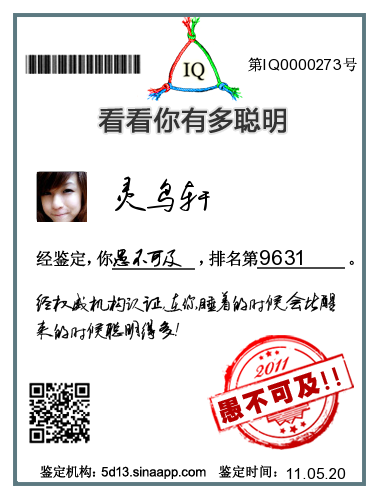 第IQ0000273号
IQ
看看你有多聪明
灵鸟轩
经鉴定，你愚不可及，排名第9631。
经权威机构认证，在你睡着的时候会比醒
来的时候聪明得多！
2011
愚不可及!!
鉴定机构：5d13.sinaapp.com 鉴定时间：11.05.20